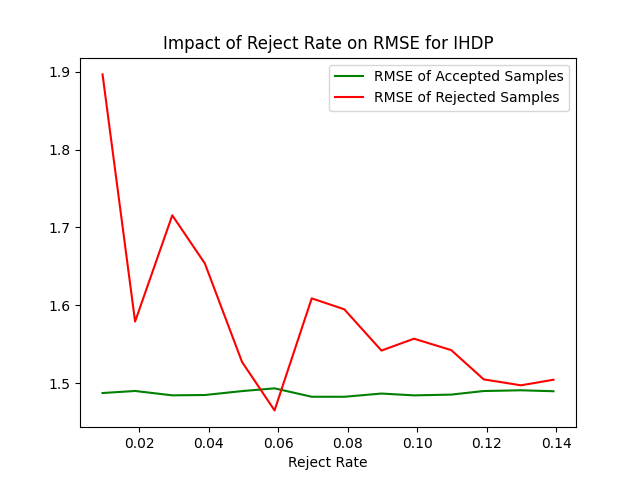 Impact of Reject Rate on RMSE for IHDP
RMSE of Accepted Samples
RMSE of Rejected Samples
1.9
1.8
1.7
1.6
1.5
0.02 0.04 0.06 0.08 0.10 0.12 0.14
Reject Rate